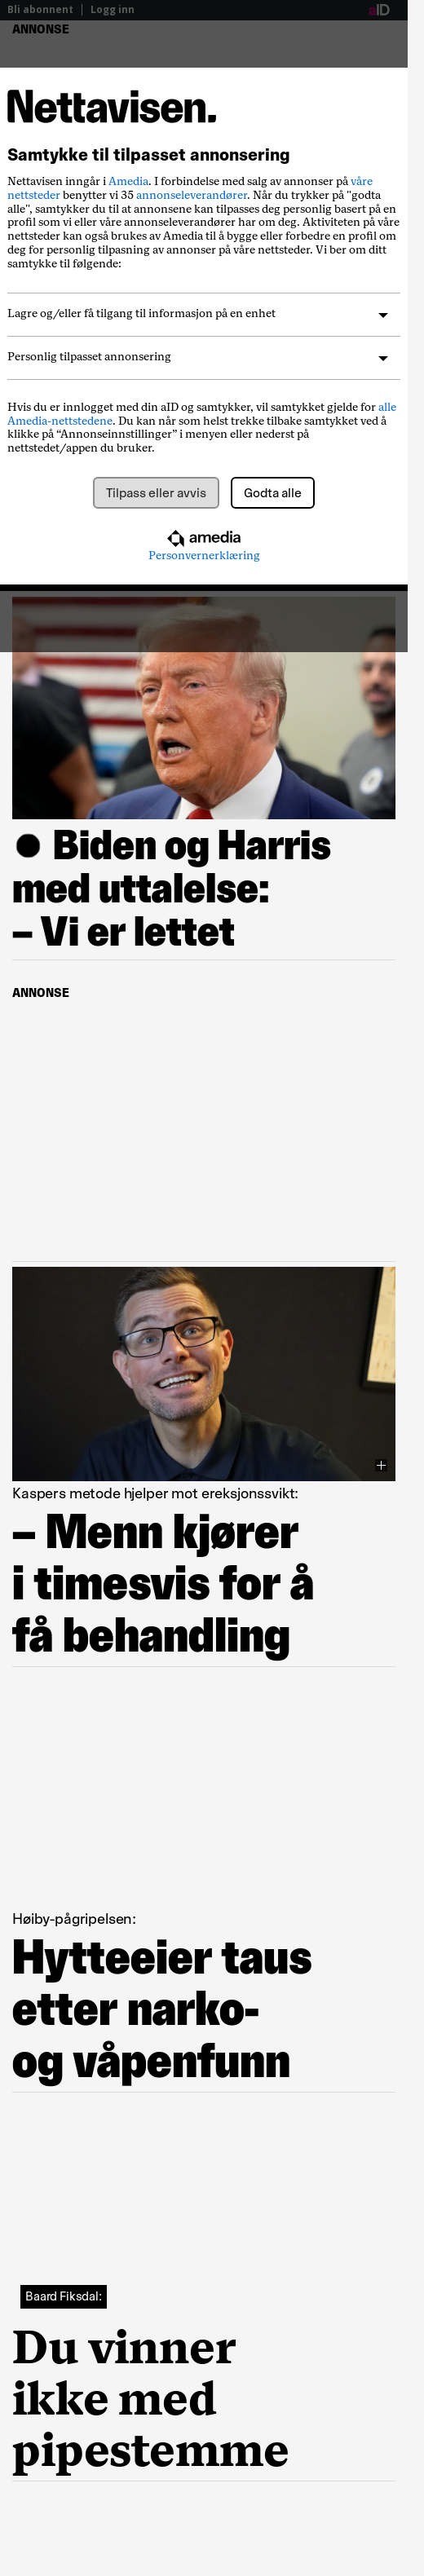 Bli abonnent | Logg inn aID
ANNONSE
Nettavisen.
Samtykke til tilpasset annonsering
Nettavisen inngår i Amedia. I forbindelse med salg av annonser på våre
nettsteder benytter vi 35 annonseleverandører. Når du trykker på "godta
alle", samtykker du til at annonsene kan tilpasses deg personlig basert på en
profil som vi eller våre annonseleverandører har om deg. Aktiviteten på våre
nettsteder kan også brukes av Amedia til å bygge eller forbedre en profil om
deg for personlig tilpasning av annonser på våre nettsteder. Vi ber om ditt
samtykke til følgende:
Lagre og/eller få tilgang til informasjon på en enhet
Personlig tilpasset annonsering
Hvis du er innlogget med din aID og samtykker, vil samtykket gjelde for alle
Amedia-nettstedene. Du kan når som helst trekke tilbake samtykket ved å
klikke på “Annonseinnstillinger” i menyen eller nederst på
nettstedet/appen du bruker.
Tilpass eller avvis Godta alle
amedia
Personvernerklæring
Biden og Harris
med uttalelse:
– Vi er lettet
ANNONSE
Kaspers metode hjelper mot ereksjonssvikt:
– Menn kjører
i timesvis for å
få behandling
Høiby-pågripelsen:
Hytteeier taus
etter narko-
og våpenfunn
Baard Fiksdal:
Du vinner
ikke med
pipestemme